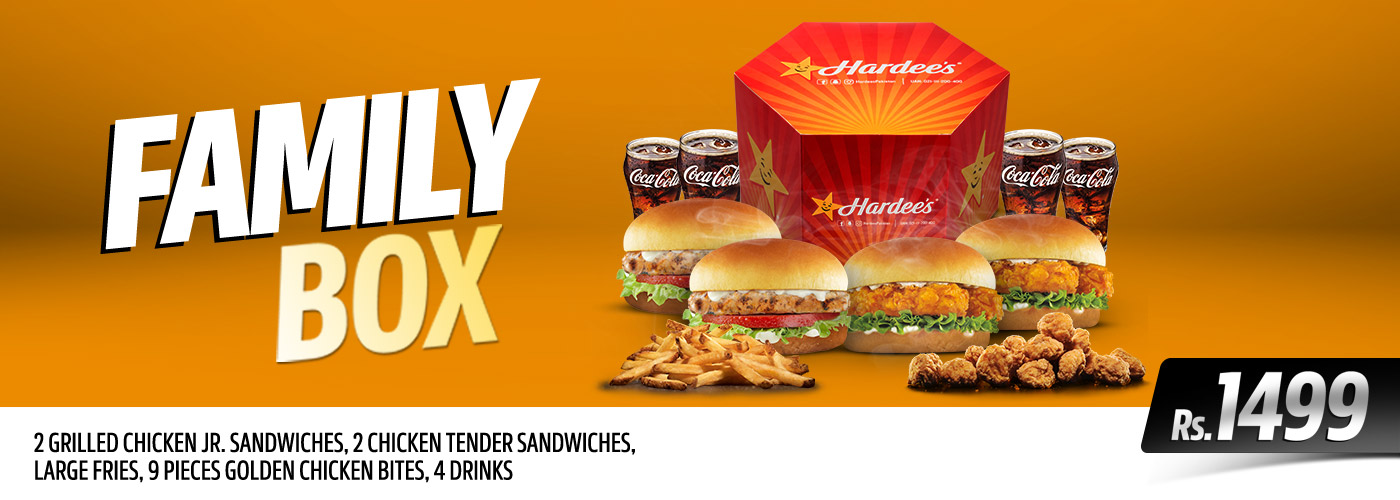 FAMILY
BOX
Hardee's
HardeesPakistan
Hardee's
Coca-Cola
Coca-Cola
Coca-Cola
Coca-Cola
Rs.1499
2 GRILLED CHICKEN JR. SANDWICHES, 2 CHICKEN TENDER SANDWICHES,
LARGE FRIES, 9 PIECES GOLDEN CHICKEN BITES, 4 DRINKS